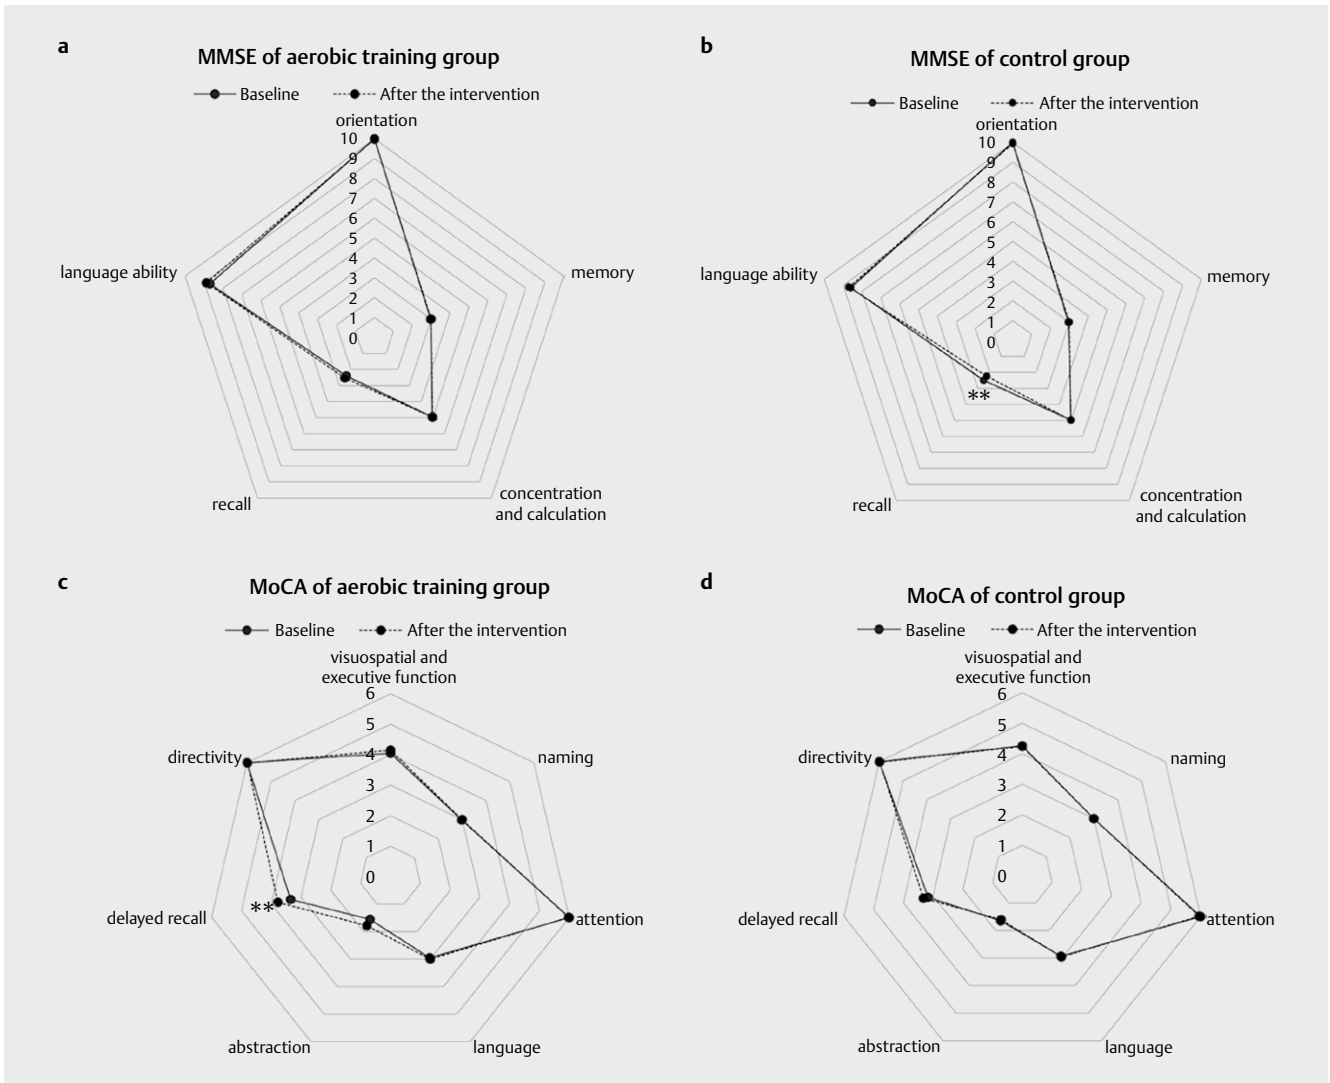 a
MMSE of aerobic training group
Baseline
After the intervention
orientation
10
9
8
7
6
5
4
3
2
1
0
language ability
memory
recall
concentration
and calculation
b
MMSE of control group
Baseline
After the intervention
orientation
10
9
8
7
6
5
4
3
2
1
0
language ability
memory
**
recall
concentration
and calculation
c
MoCA of aerobic training group
Baseline
After the intervention
visuospatial and
executive function
6
5
4
3
2
1
0
directivity
naming
**
delayed recall
attention
abstraction
language
d
MoCA of control group
Baseline
After the intervention
visuospatial and
executive function
6
5
4
3
2
1
0
directivity
naming
delayed recall
attention
abstraction
language